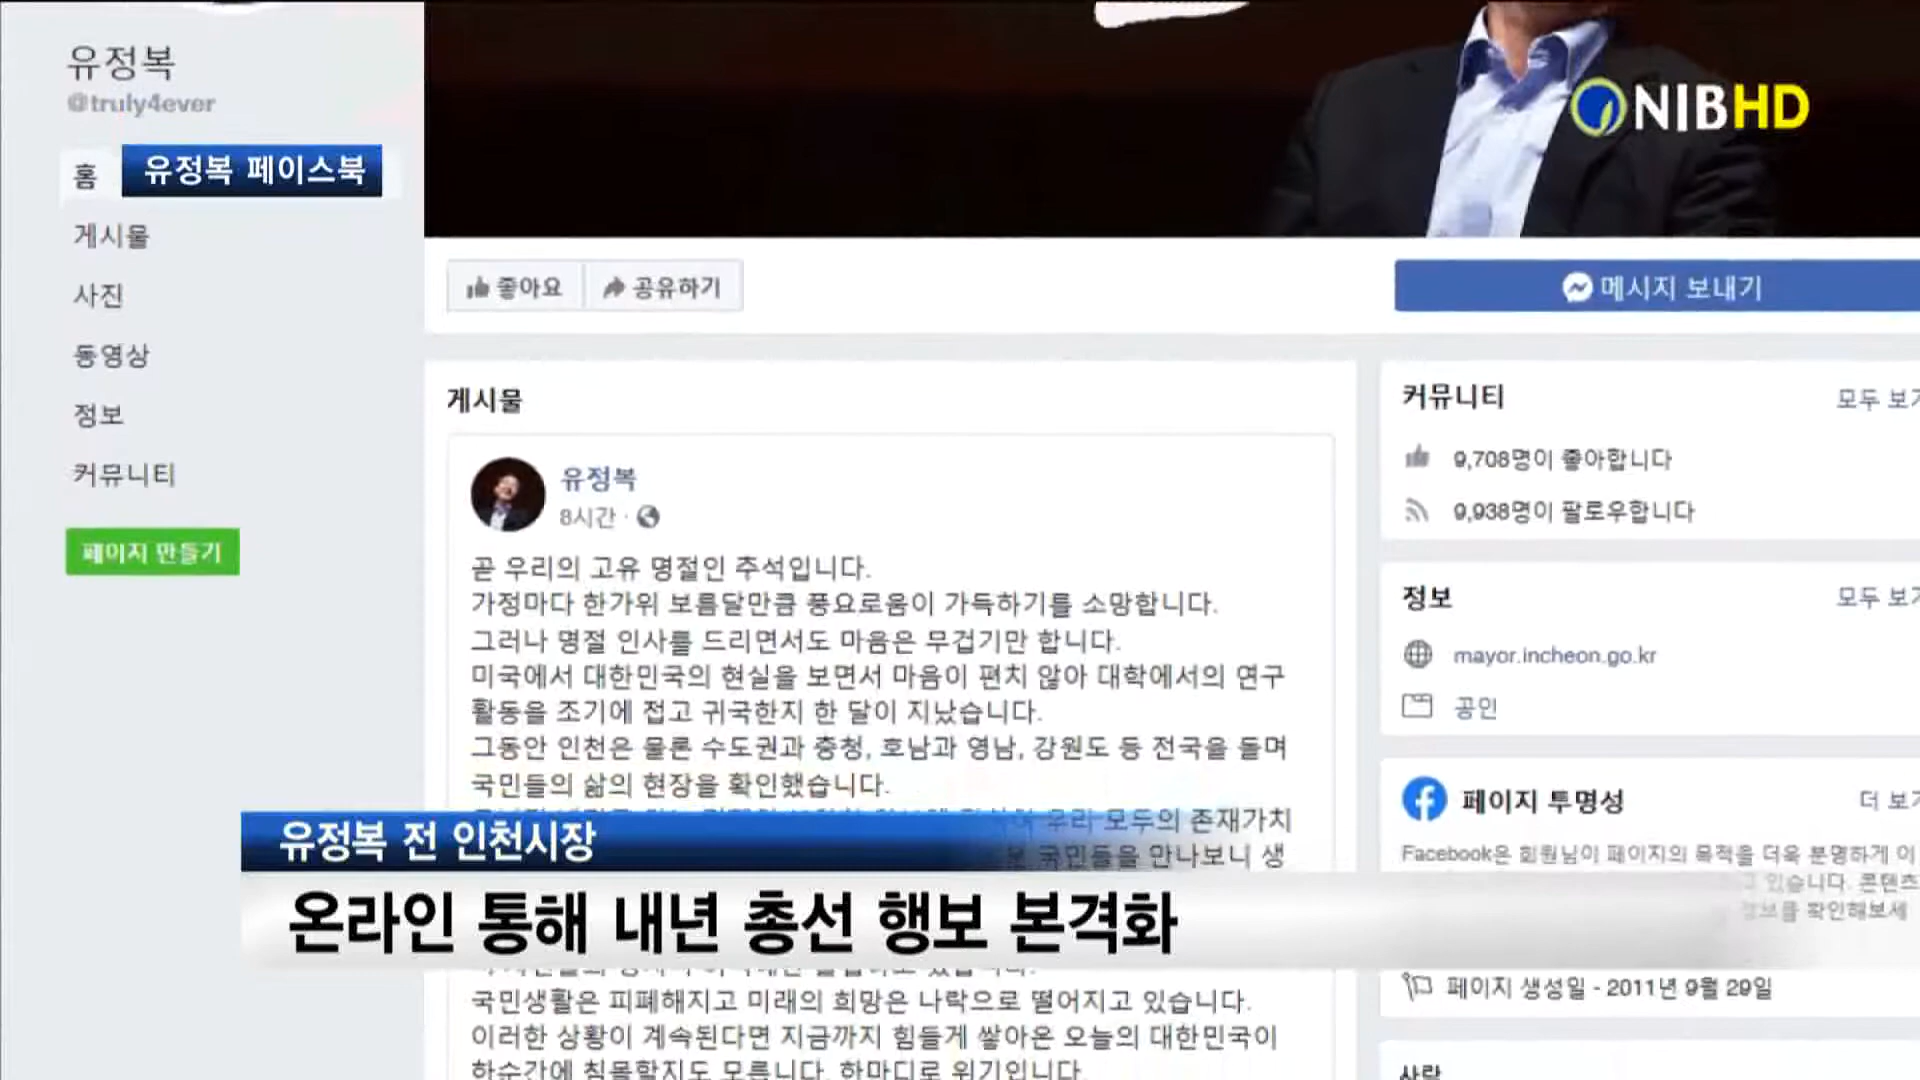 유정복
@truly4ever
홈
유정복 페이스북
게시물
사진
동영상
정보
커뮤니티
페이지 만들기
NIBHD
좋아요
공유하기
메시지 보내기
게시물
유정복
8시간 ·
곧 우리의 고유 명절인 추석입니다.
가정마다 한가위 보름달만큼 풍요로움이 가득하기를 소망합니다.
그러나 명절 인사를 드리면서도 마음은 무겁기만 합니다.
미국에서 대한민국의 현실을 보면서 마음이 편치 않아 대학에서의 연구
활동을 조기에 접고 귀국한지 한 달이 지났습니다.
그동안 인천은 물론 수도권과 충청, 호남과 영남, 강원도 등 전국을 돌며
국민들의 삶의 현장을 확인했습니다.
우리 모두의 존재가치
국민들을 만나보니 생
유정복 전 인천시장
온라인 통해 내년 총선 행보 본격화
국민생활은 피폐해지고 미래의 희망은 나락으로 떨어지고 있습니다.
이러한 상황이 계속된다면 지금까지 힘들게 쌓아온 오늘의 대한민국이
한순간에 침몰할지도 모릅니다. 한마디로 위기입니다.
커뮤니티
모두 보기
9,708명이 좋아합니다
9,938명이 팔로우합니다
정보
모두 보기
mayor.incheon.go.kr
공인
페이지 투명성
더 보기
Facebook은 회원님이 페이지의 목적을 더욱 분명하게 이
있습니다. 콘텐츠
확인해보세
페이지 생성일 - 2011년 9월 29일
사람